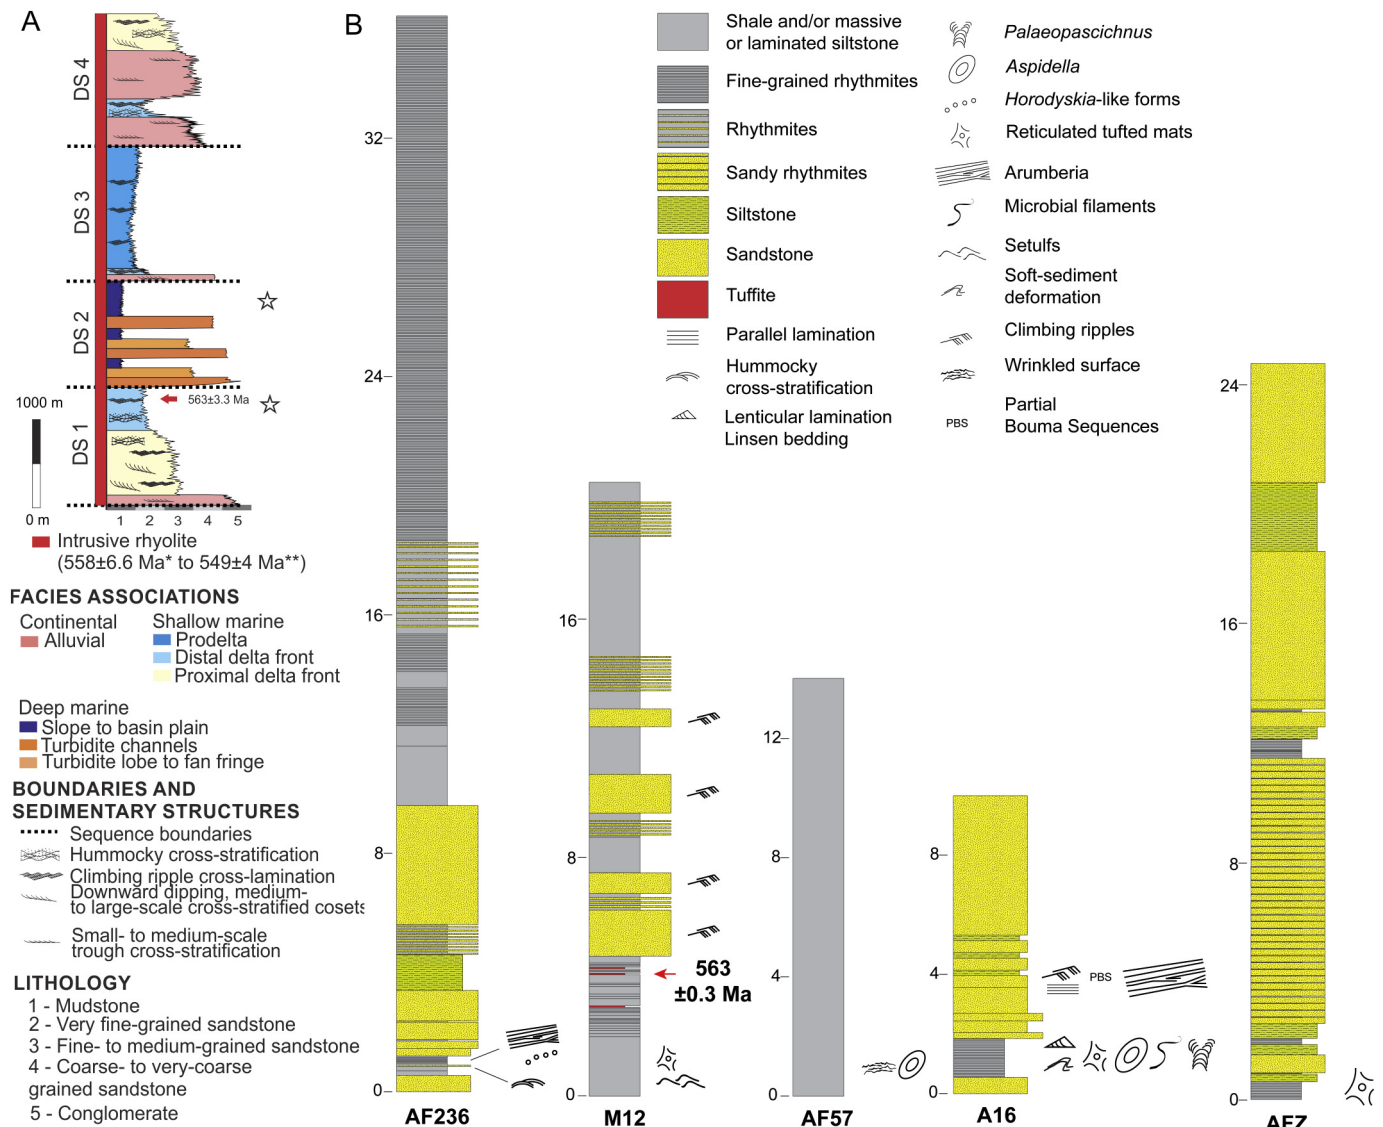 A
DS 4
DS 3
DS 2
DS 1
563±3.3 Ma
1000 m
0 m
1 2 3 4 5
Intrusive rhyolite
(558±6.6 Ma* to 549±4 Ma**)
FACIES ASSOCIATIONS
Continental
Alluvial
Shallow marine
Prodelta
Distal delta front
Proximal delta front
Deep marine
Slope to basin plain
Turbidite channels
Turbidite lobe to fan fringe
BOUNDARIES AND
SEDIMENTARY STRUCTURES
Sequence boundaries
Hummocky cross-stratification
Climbing ripple cross-lamination
Downward dipping, medium-
to large-scale cross-stratified cosets
Small- to medium-scale
trough cross-stratification
LITHOLOGY
1 - Mudstone
2 - Very fine-grained sandstone
3 - Fine- to medium-grained sandstone
4 - Coarse- to very-coarse
grained sandstone
5 - Conglomerate
B
32
24
16
8
0
AF236
16
8
0
563
±0.3 Ma
M12
12
8
4
0
AF57
8
4
0
PBS
A16
24
16
8
0
AFZ
Shale and/or massive
or laminated siltstone
Fine-grained rhythmites
Rhythmites
Sandy rhythmites
Siltstone
Sandstone
Tuffite
Parallel lamination
Hummocky
cross-stratification
Lenticular lamination
Linsen bedding
Palaeopascichnus
Aspidella
Horodyskia-like forms
Reticulated tufted mats
Arumberia
Microbial filaments
Setulfs
Soft-sediment
deformation
Climbing ripples
Wrinkled surface
PBS
Partial
Bouma Sequences